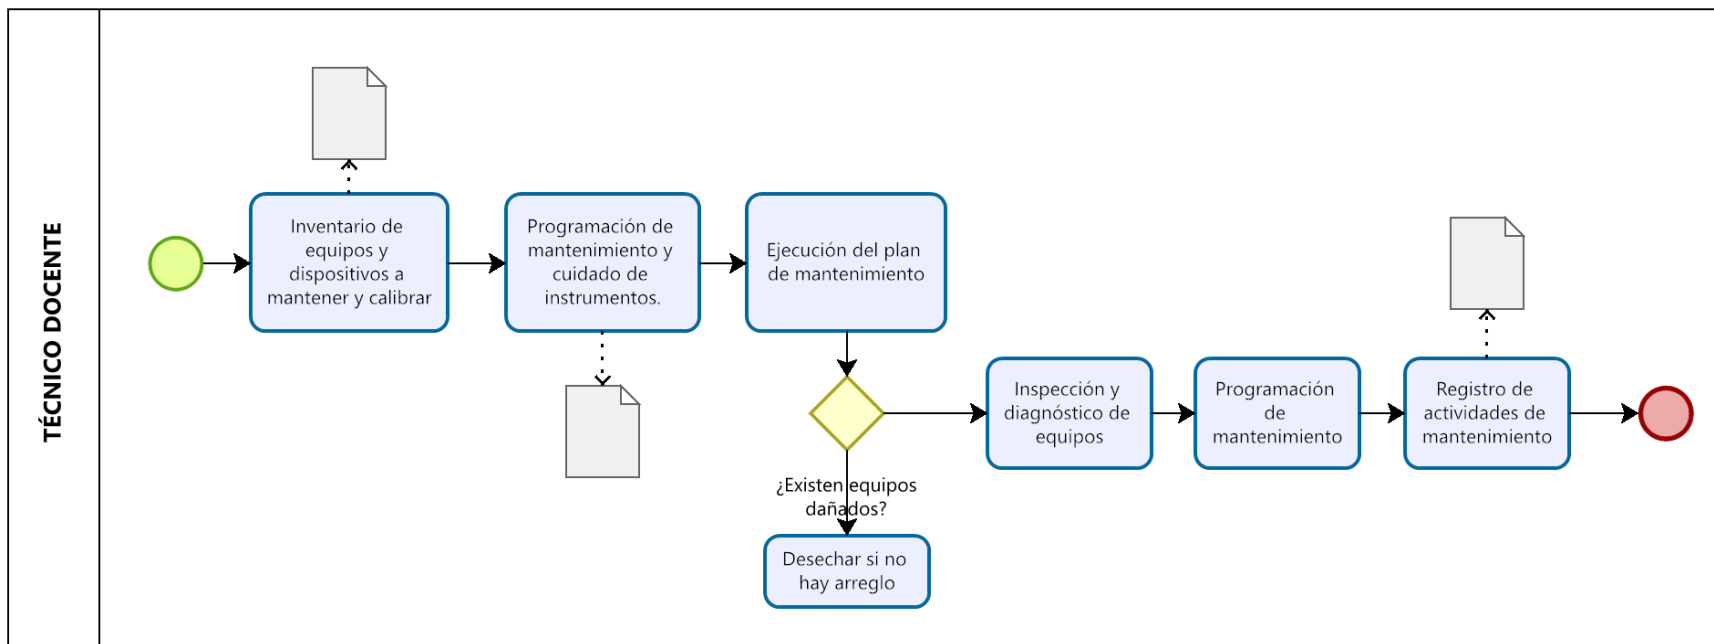 TÉCNICO DOCENTE
Inventario de
equipos y
dispositivos a
mantener y calibrar
Programación de
mantenimiento y
cuidado de
instrumentos.
Ejecución del plan
de mantenimiento
¿Existen equipos
dañados?
Desechar si no
hay arreglo
Inspección y
diagnóstico de
equipos
Programación
de
mantenimiento
Registro de
actividades de
mantenimiento